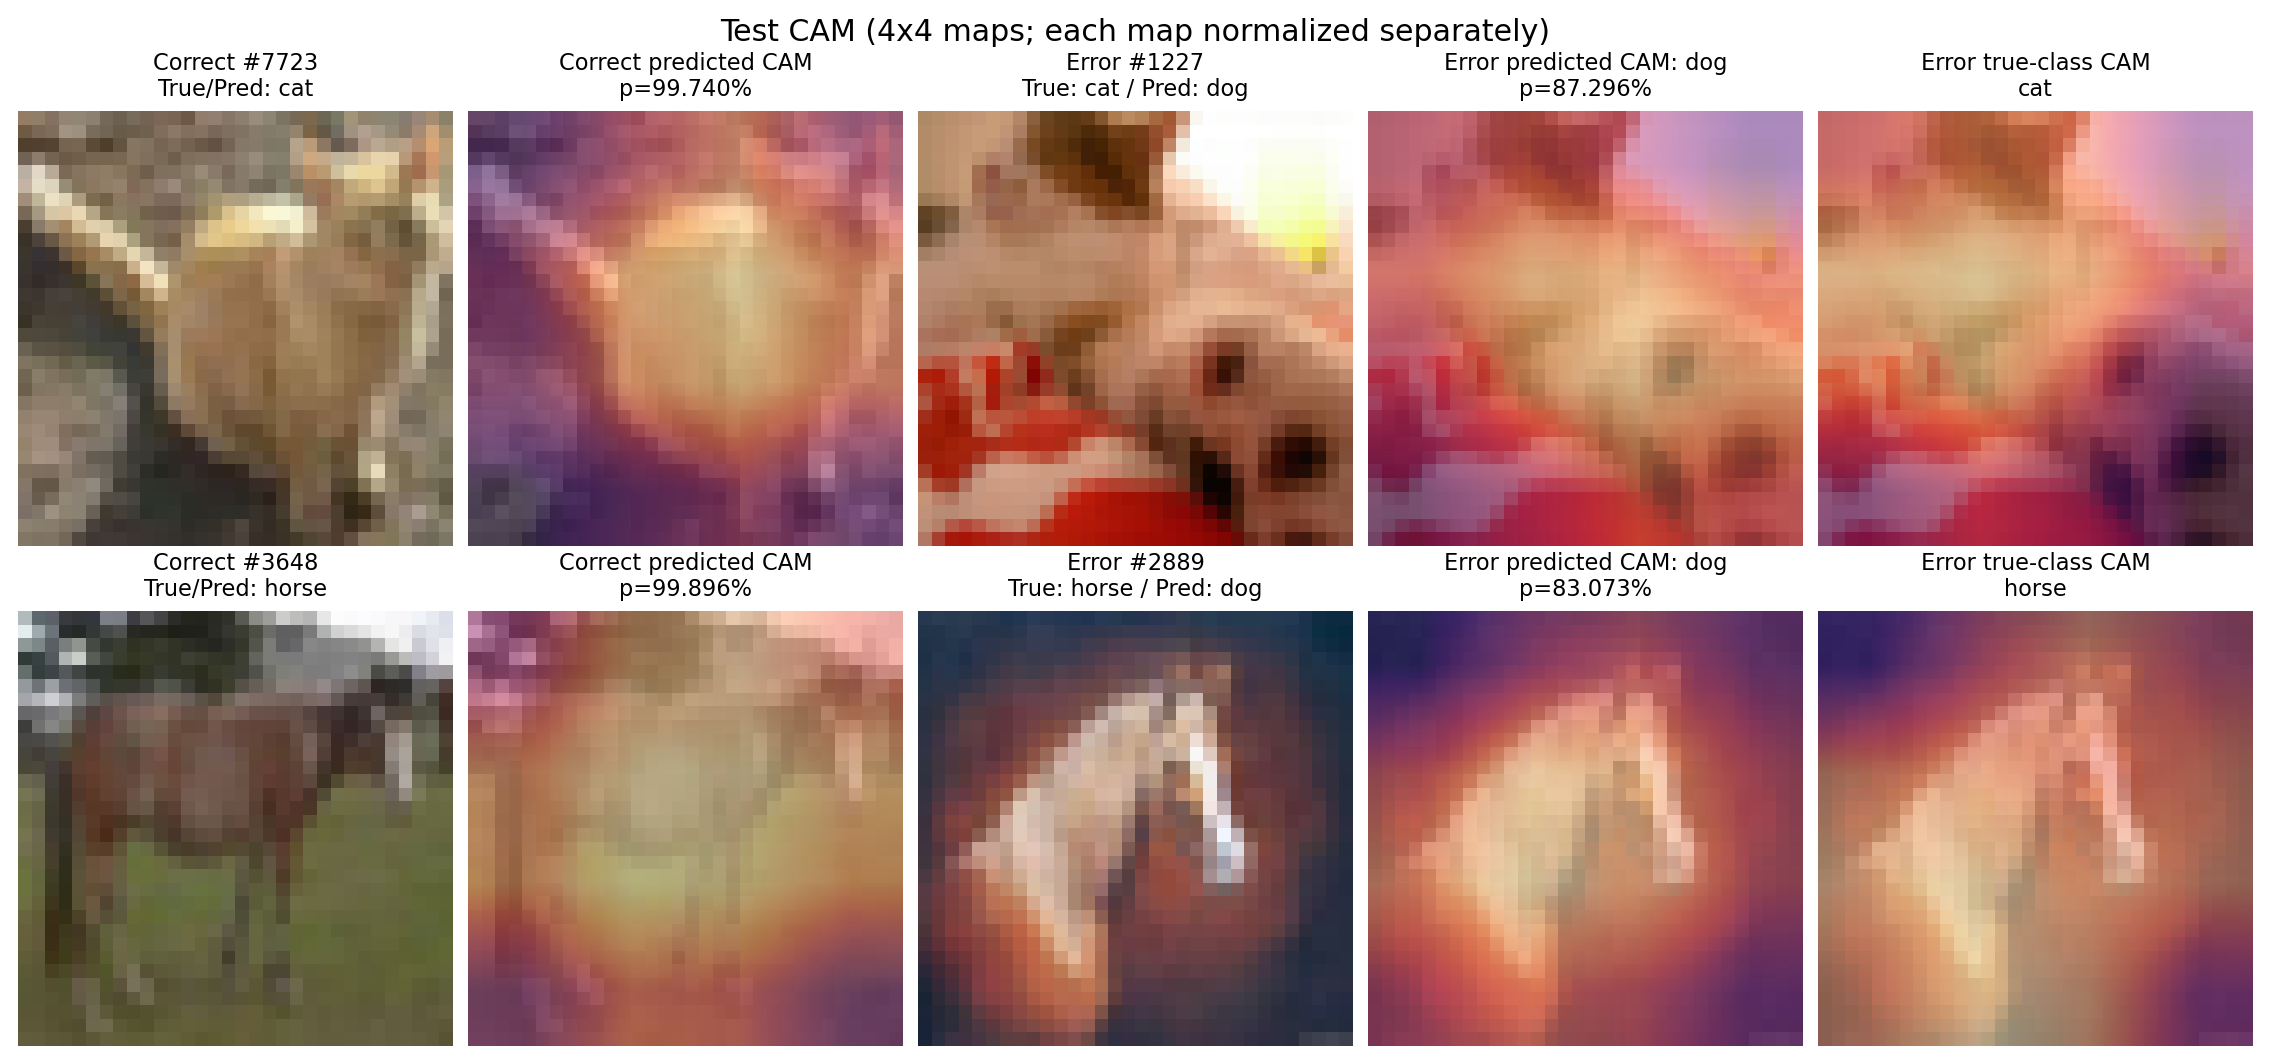 Test CAM (4x4 maps; each map normalized separately)
Correct #7723
True/Pred: cat
Correct predicted CAM
p=99.740%
Error #1227
True: cat / Pred: dog
Error predicted CAM: dog
p=87.296%
Error true-class CAM
cat
Correct #3648
True/Pred: horse
Correct predicted CAM
p=99.896%
Error #2889
True: horse / Pred: dog
Error predicted CAM: dog
p=83.073%
Error true-class CAM
horse